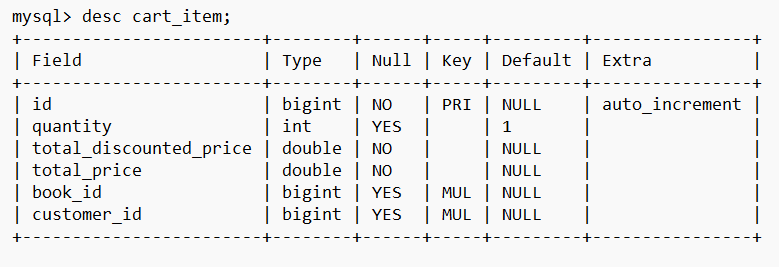 mysql> desc cart_item;
+------------------------+--------+------+-----+---------+----------------+
| Field                  | Type   | Null | Key | Default | Extra          |
+------------------------+--------+------+-----+---------+----------------+
| id                     | bigint | NO   | PRI | NULL    | auto_increment |
| quantity               | int    | YES  |     | 1       |                |
| total_discounted_price | double | NO   |     | NULL    |                |
| total_price            | double | NO   |     | NULL    |                |
| book_id                | bigint | YES  | MUL | NULL    |                |
| customer_id            | bigint | YES  | MUL | NULL    |                |
+------------------------+--------+------+-----+---------+----------------+